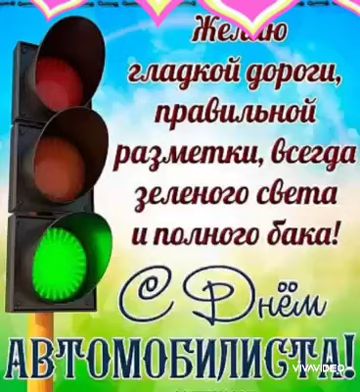 Желаю
гладкой дороги,
правильной
разметки, всегда
зеленого света
и полного бака!
С Днём
АВТОМОБИЛИСТА!
VIVAVIDEO